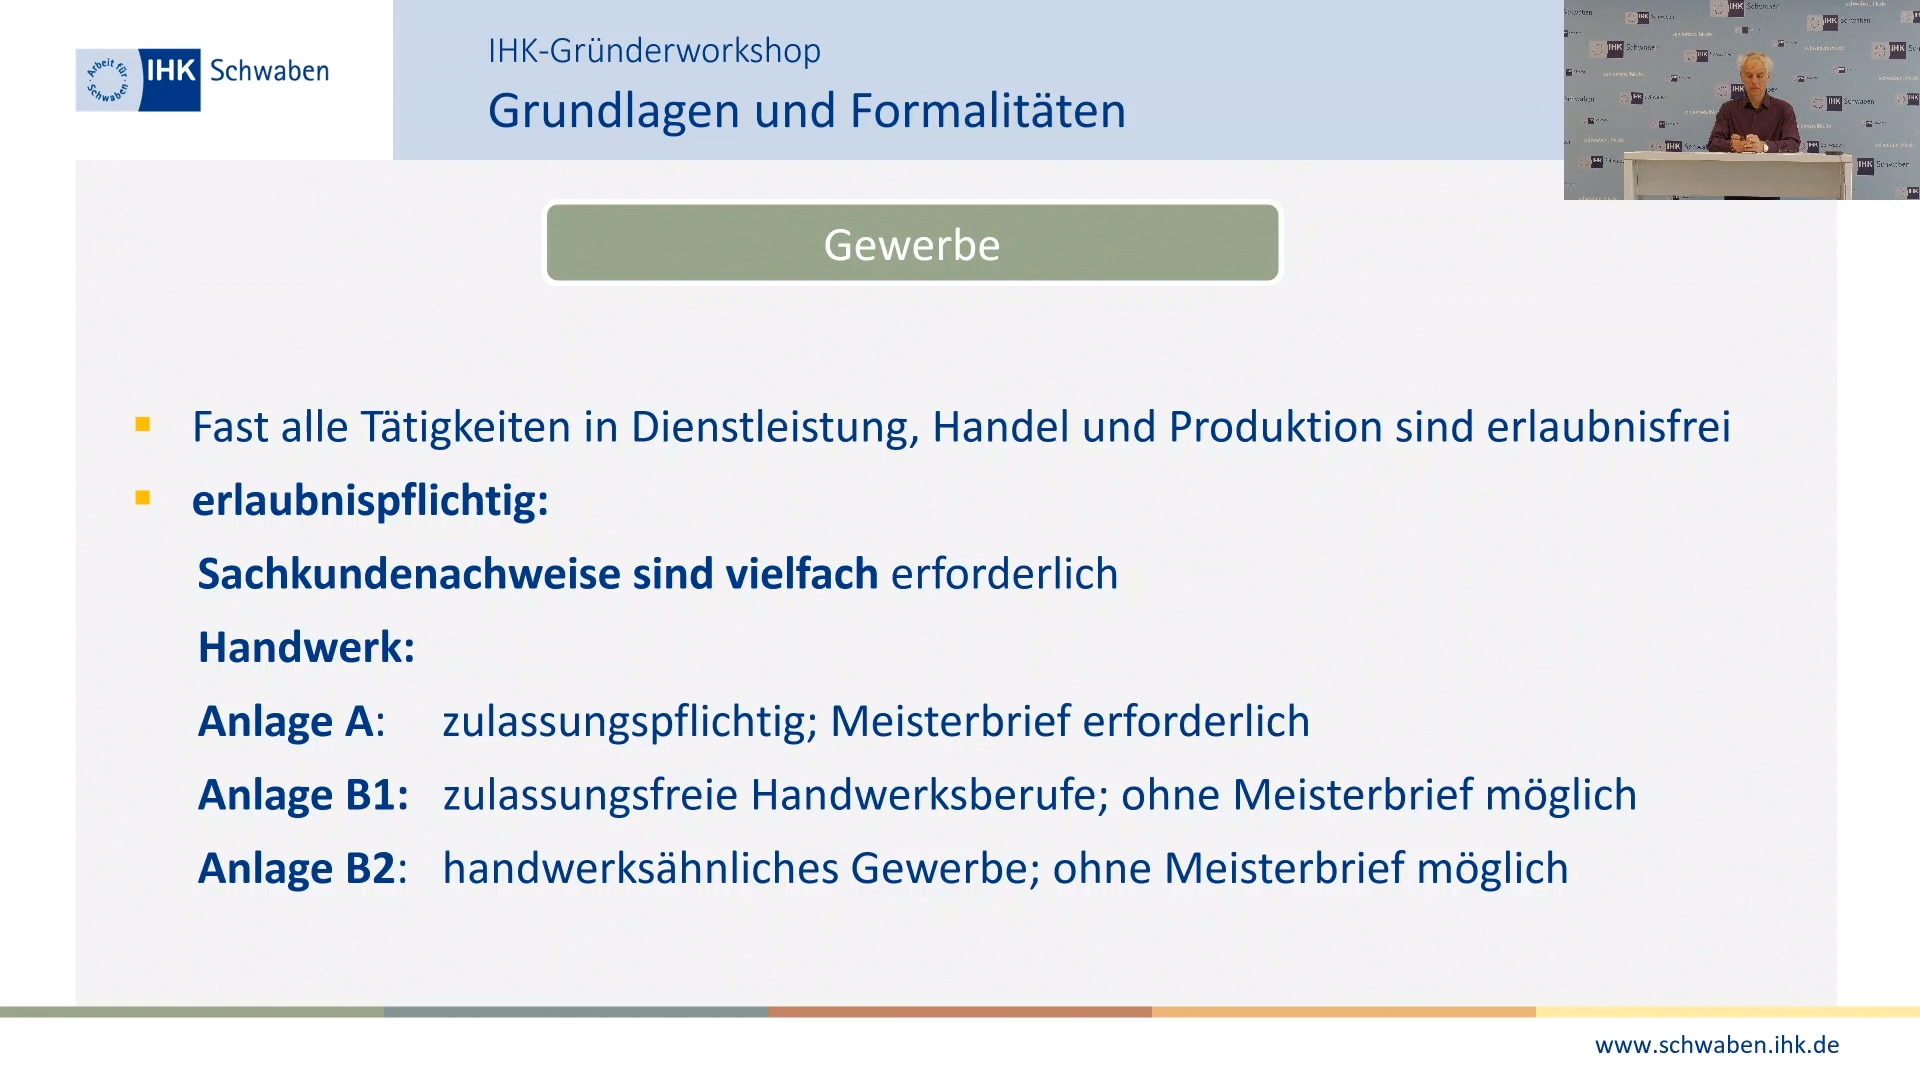 Arbeit für Schwaben
IHK Schwaben
IHK-Gründerworkshop
Grundlagen und Formalitäten
Gewerbe
Fast alle Tätigkeiten in Dienstleistung, Handel und Produktion sind erlaubnisfrei
erlaubnispflichtig:
Sachkundenachweise sind vielfach erforderlich
Handwerk:
Anlage A: zulassungspflichtig; Meisterbrief erforderlich
Anlage B1: zulassungsfreie Handwerksberufe; ohne Meisterbrief möglich
Anlage B2: handwerksähnliches Gewerbe; ohne Meisterbrief möglich
www.schwaben.ihk.de